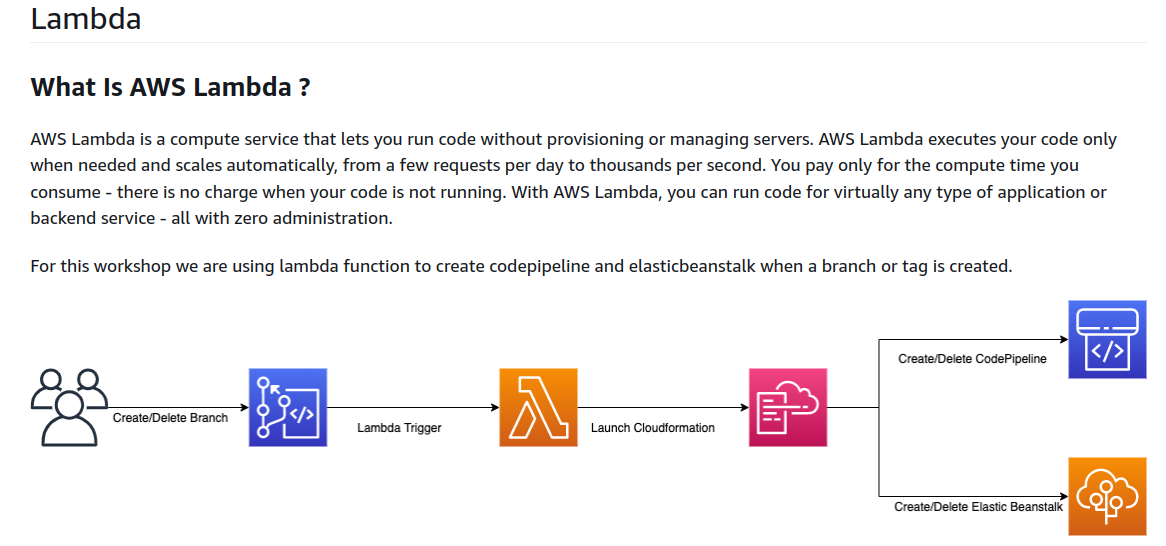 Lambda
What Is AWS Lambda ?
AWS Lambda is a compute service that lets you run code without provisioning or managing servers. AWS Lambda executes your code only
when needed and scales automatically, from a few requests per day to thousands per second. You pay only for the compute time you
consume - there is no charge when your code is not running. With AWS Lambda, you can run code for virtually any type of application or
backend service - all with zero administration.
For this workshop we are using lambda function to create codepipeline and elasticbeanstalk when a branch or tag is created.
Create/Delete Branch
Lambda Trigger
Launch Cloudformation
Create/Delete CodePipeline
Create/Delete Elastic Beanstalk